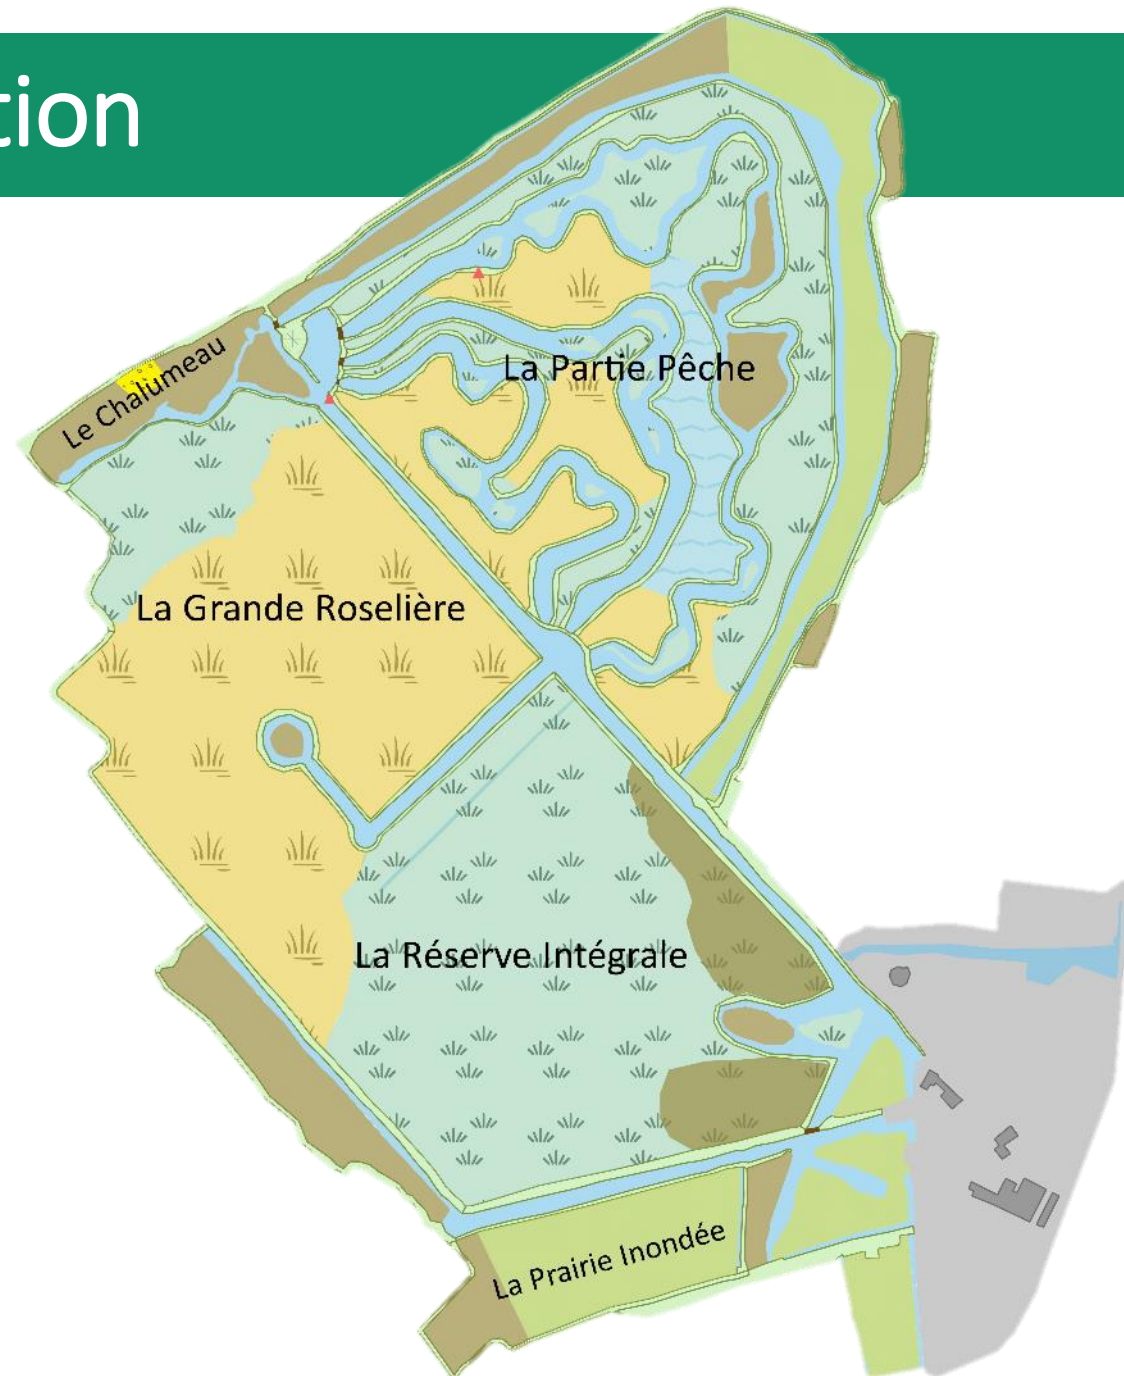 tion
La Partie Pêche
Le Chalumeau
La Grande Roselière
La Réserve Intégrale
La Prairie Inondée